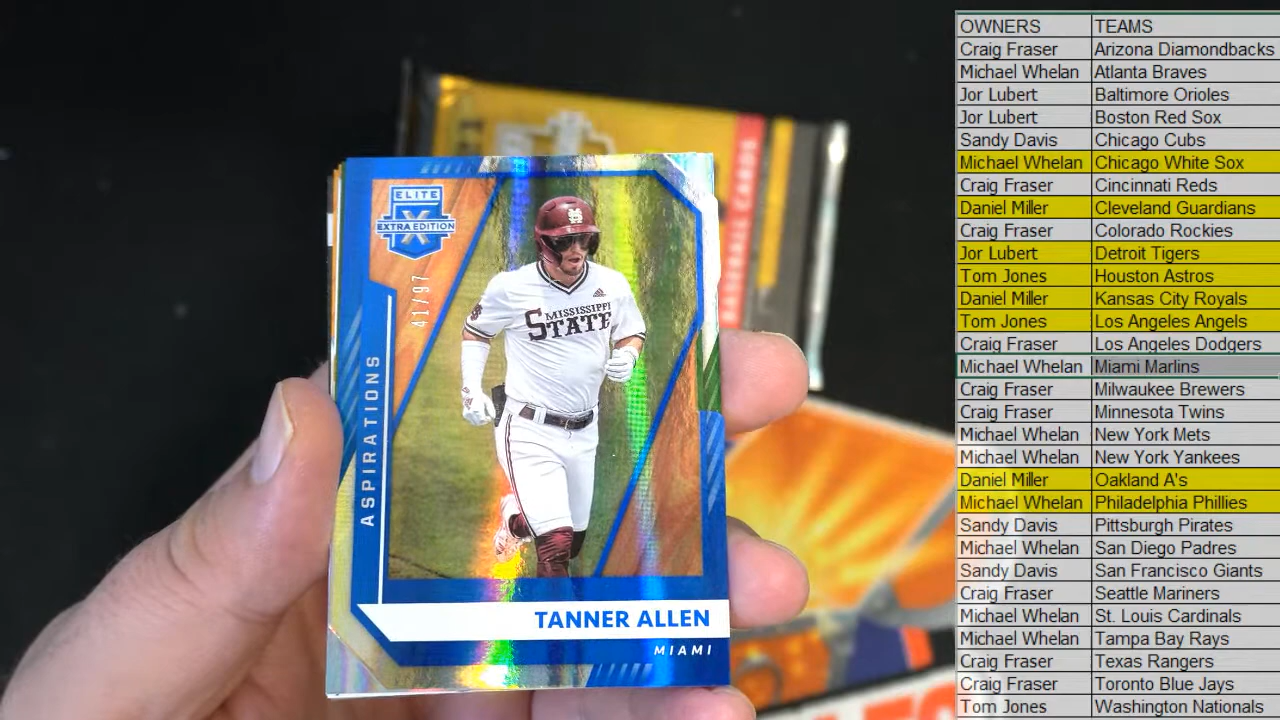 ELITE
X
EXTRA EDITION
41/97
ASPIRATIONS
MISSISSIPPI
STATE
TANNER ALLEN
MIAMI
OWNERS TEAMS
Craig Fraser Arizona Diamondbacks
Michael Whelan Atlanta Braves
Jor Lubert Baltimore Orioles
Jor Lubert Boston Red Sox
Sandy Davis Chicago Cubs
Michael Whelan Chicago White Sox
Craig Fraser Cincinnati Reds
Daniel Miller Cleveland Guardians
Craig Fraser Colorado Rockies
Jor Lubert Detroit Tigers
Tom Jones Houston Astros
Daniel Miller Kansas City Royals
Tom Jones Los Angeles Angels
Craig Fraser Los Angeles Dodgers
Michael Whelan Miami Marlins
Craig Fraser Milwaukee Brewers
Craig Fraser Minnesota Twins
Michael Whelan New York Mets
Michael Whelan New York Yankees
Daniel Miller Oakland A's
Michael Whelan Philadelphia Phillies
Sandy Davis Pittsburgh Pirates
Michael Whelan San Diego Padres
Sandy Davis San Francisco Giants
Craig Fraser Seattle Mariners
Michael Whelan St. Louis Cardinals
Michael Whelan Tampa Bay Rays
Craig Fraser Texas Rangers
Craig Fraser Toronto Blue Jays
Tom Jones Washington Nationals